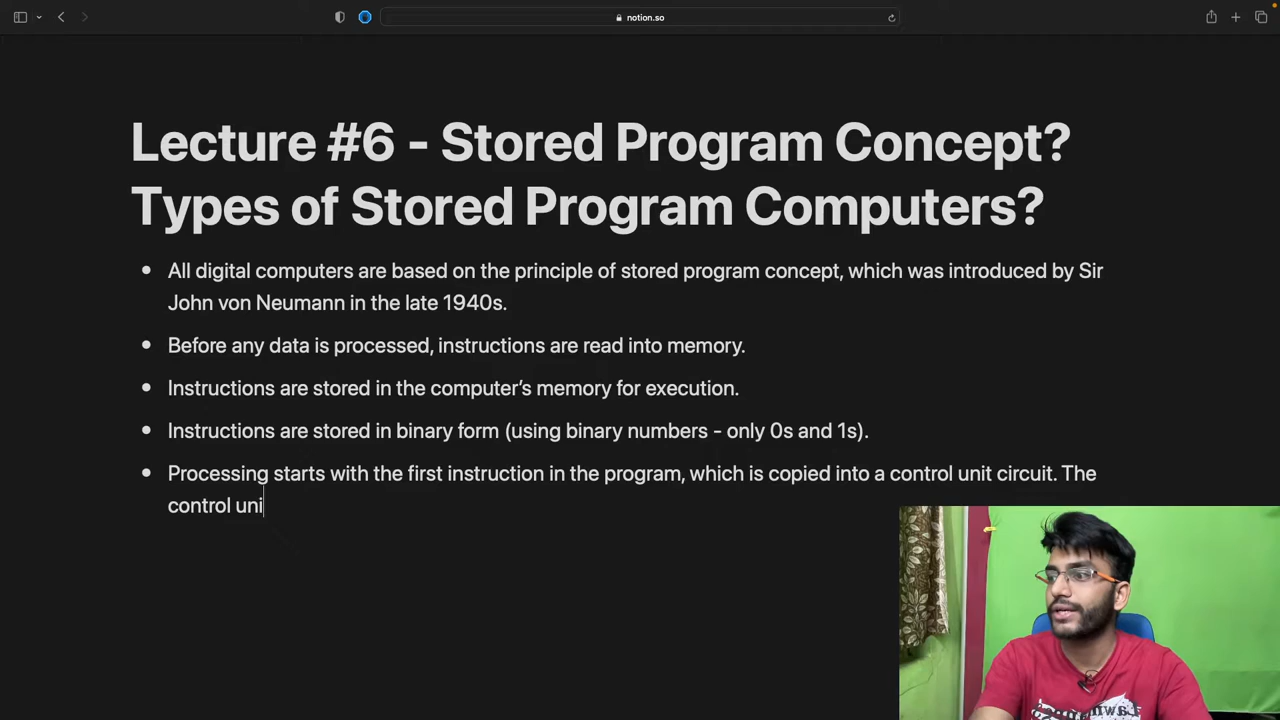 notion.so
Lecture #6 - Stored Program Concept?
Types of Stored Program Computers?
All digital computers are based on the principle of stored program concept, which was introduced by Sir
John von Neumann in the late 1940s.
Before any data is processed, instructions are read into memory.
Instructions are stored in the computer’s memory for execution.
Instructions are stored in binary form (using binary numbers - only 0s and 1s).
Processing starts with the first instruction in the program, which is copied into a control unit circuit. The
control uni